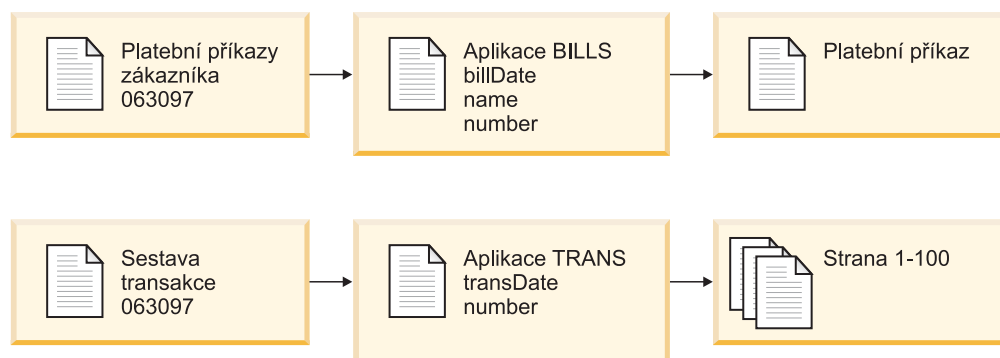 Platební příkazy
zákazníka
063097
Aplikace BILLS
billDate
name
number
Platební příkaz
Sestava
transakce
063097
Aplikace TRANS
transDate
number
Strana 1-100